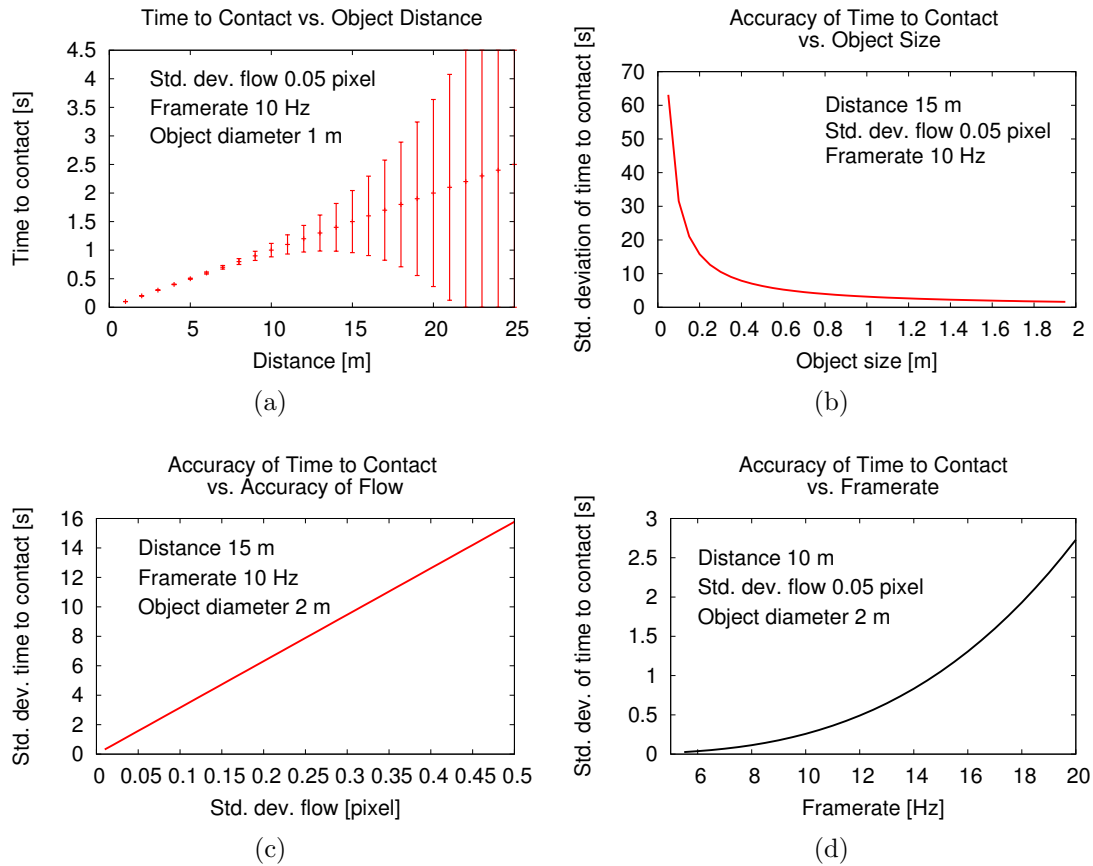 Time to Contact vs. Object Distance
Time to contact [s]
4.5
4
3.5
3
2.5
2
1.5
1
0.5
0
Std. dev. flow 0.05 pixel
Framerate 10 Hz
Object diameter 1 m
0 5 10 15 20 25
Distance [m]
(a)
Accuracy of Time to Contact
vs. Object Size
Std. deviation of time to contact [s]
70
60
50
40
30
20
10
0
Distance 15 m
Std. dev. flow 0.05 pixel
Framerate 10 Hz
0 0.2 0.4 0.6 0.8 1 1.2 1.4 1.6 1.8 2
Object size [m]
(b)
Accuracy of Time to Contact
vs. Accuracy of Flow
Std. dev. time to contact [s]
16
14
12
10
8
6
4
2
0
Distance 15 m
Framerate 10 Hz
Object diameter 2 m
0 0.05 0.1 0.15 0.2 0.25 0.3 0.35 0.4 0.45 0.5
Std. dev. flow [pixel]
(c)
Accuracy of Time to Contact
vs. Framerate
Std. dev. of time to contact [s]
3
2.5
2
1.5
1
0.5
0
Distance 10 m
Std. dev. flow 0.05 pixel
Object diameter 2 m
6 8 10 12 14 16 18 20
Framerate [Hz]
(d)